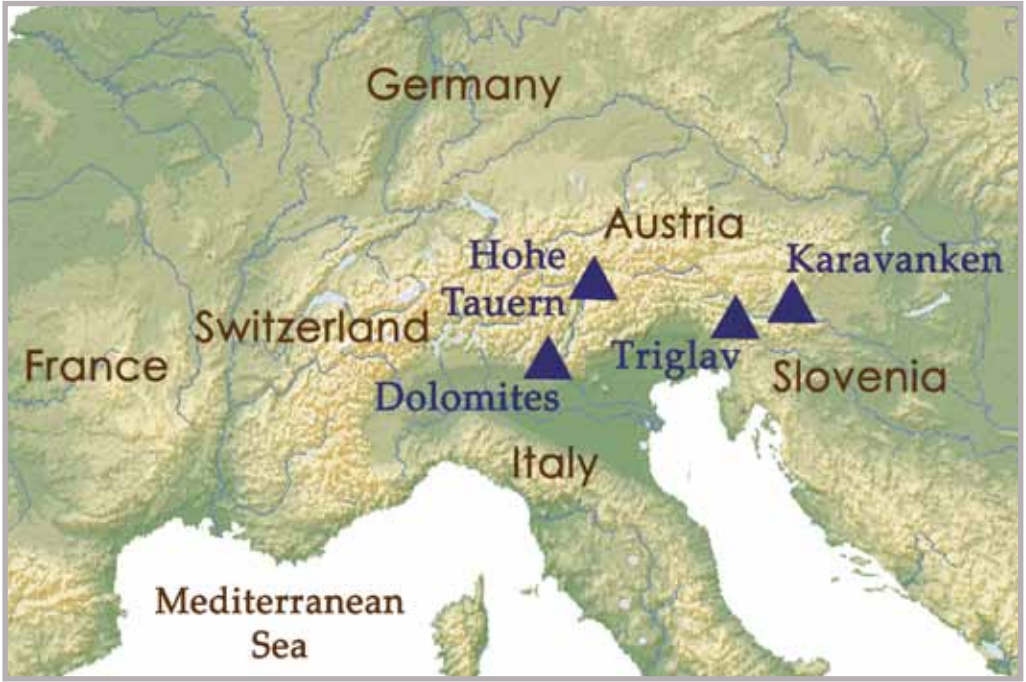 Germany
Austria
Hohe
Tauern
Karavanken
Switzerland
France
Triglav
Slovenia
Dolomites
Italy
Mediterranean
Sea